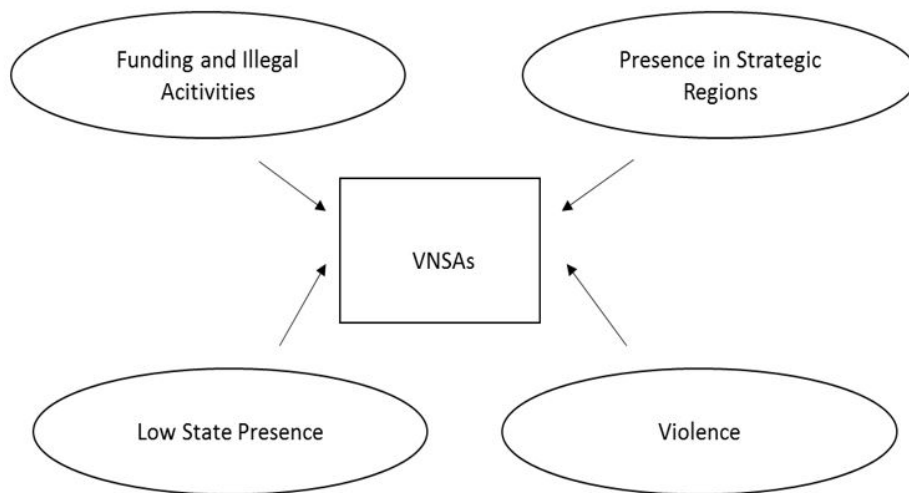 Funding and Illegal
Acitivities
Presence in Strategic
Regions
VNSAs
Low State Presence
Violence